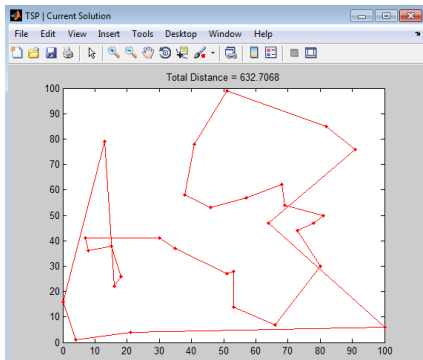 TSP | Current Solution
File Edit View Insert Tools Desktop Window Help
Total Distance = 632.7068
100
90
80
70
60
50
40
30
20
10
0
0 10 20 30 40 50 60 70 80 90 100